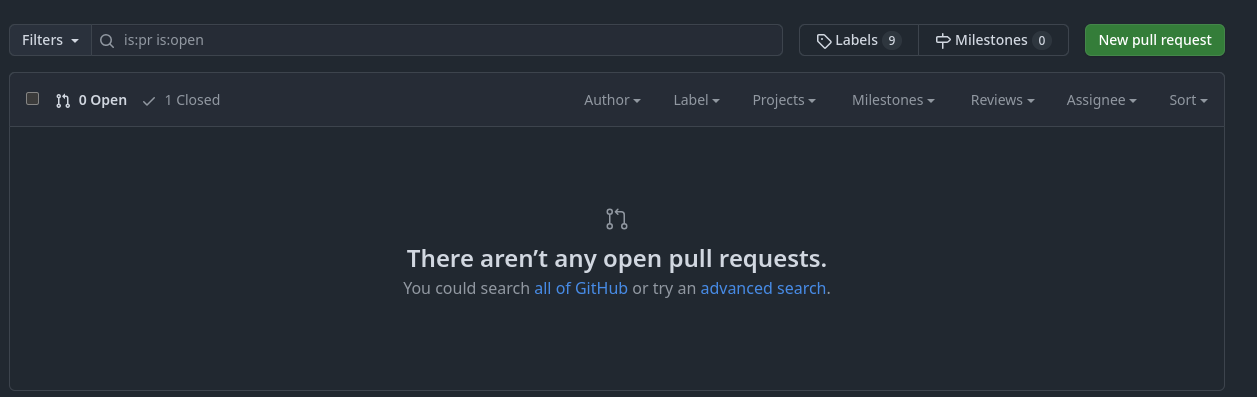 Filters is:pr is:open Labels 9 Milestones 0 New pull request
0 Open 1 Closed Author Label Projects Milestones Reviews Assignee Sort
There aren’t any open pull requests.
You could search all of GitHub or try an advanced search.